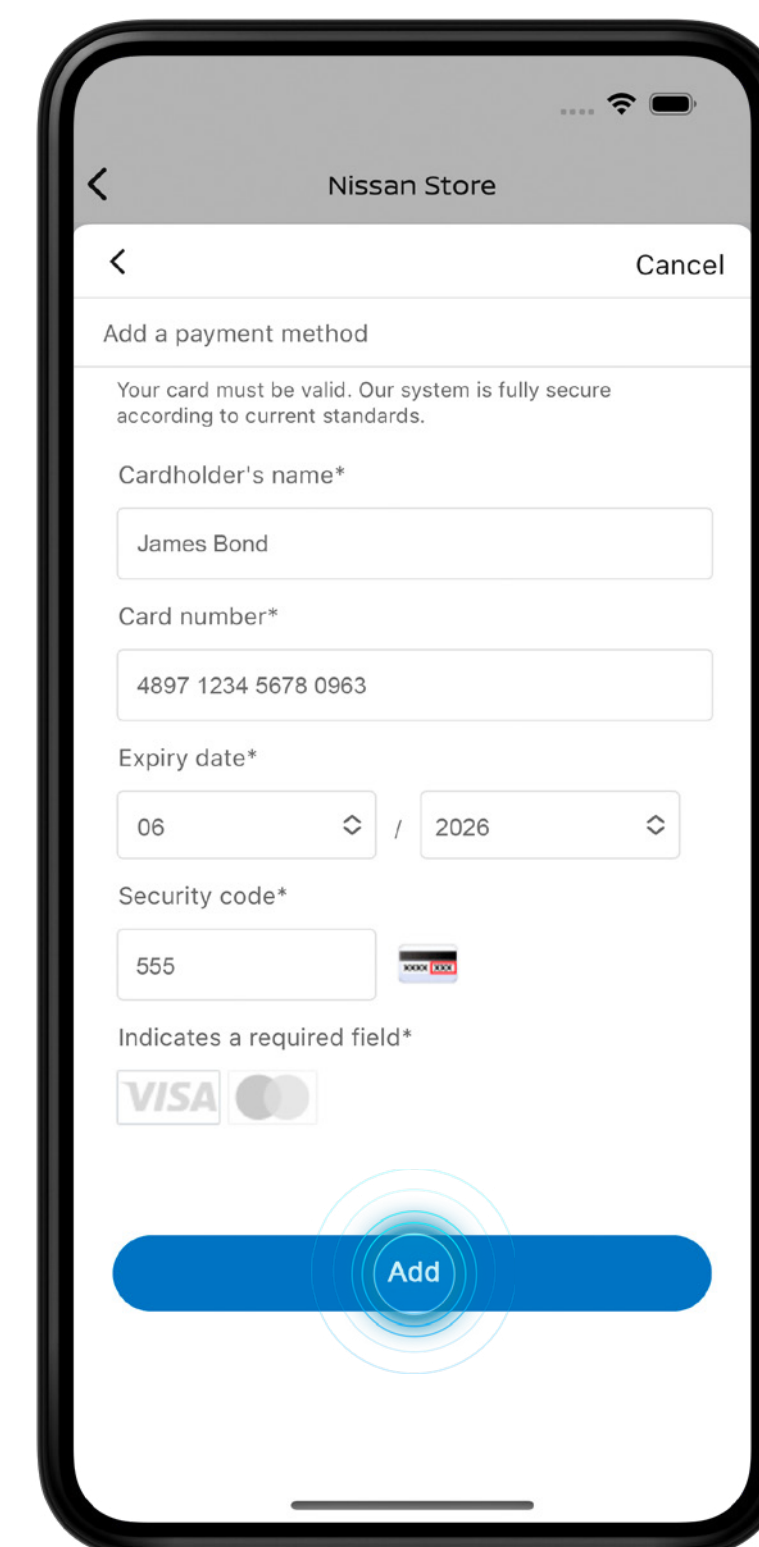 Nissan Store
Cancel
Add a payment method
Your card must be valid. Our system is fully secure
according to current standards.
Cardholder's name*
James Bond
Card number*
4897 1234 5678 0963
Expiry date*
06 / 2026
Security code*
555
XXXX XXX
Indicates a required field*
VISA
Add